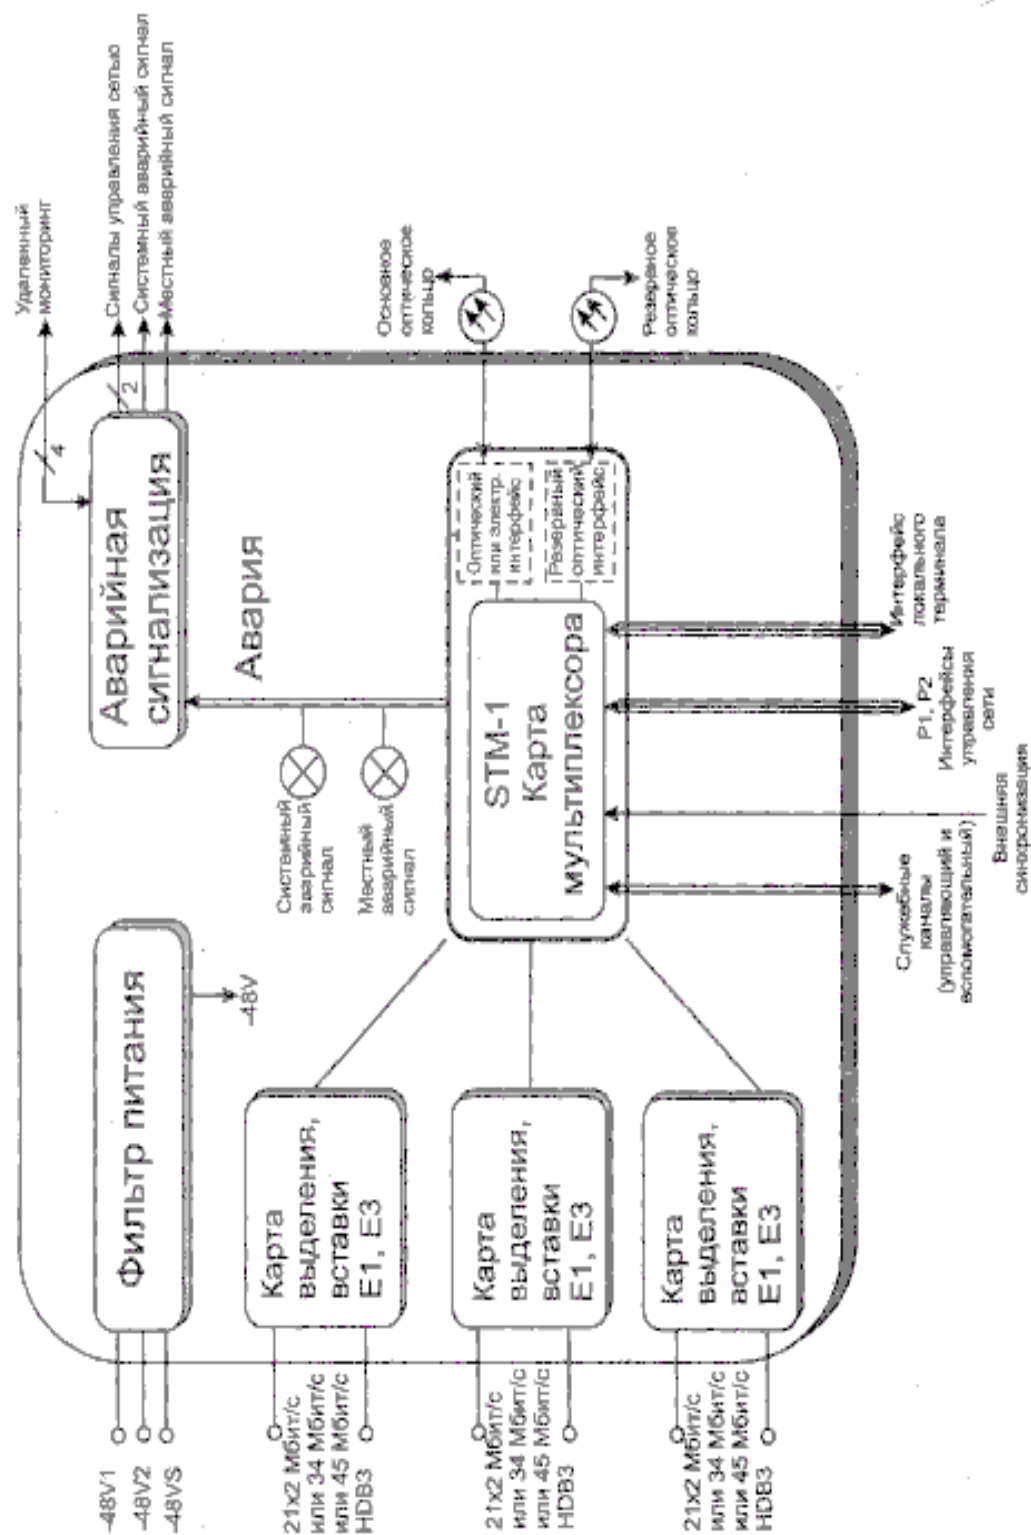 Удаленный
мониторинг
Сигналы управления сетью
Системный аварийный сигнал
Местный аварийный сигнал
4
2
Аварийная
сигнализация
Авария
Системный
аварийный
сигнал
Местный
аварийный
сигнал
Фильтр питания
-48V
-48V1
-48V2
-48VS
Основное
оптическое
кольцо
Резервное
оптическое
кольцо
Оптический
или электр.
интерфейс
Резервный
оптический
интерфейс
STM-1
Карта
мультиплексора
Карта
выделения,
вставки
E1, E3
21x2 Мбит/с
или 34 Мбит/с
или 45 Мбит/с
HDB3
Карта
выделения,
вставки
E1, E3
21x2 Мбит/с
или 34 Мбит/с
или 45 Мбит/с
HDB3
Карта
выделения,
вставки
E1, E3
21x2 Мбит/с
или 34 Мбит/с
или 45 Мбит/с
HDB3
Служебные
каналы
(управляющий и
вспомогательный)
Внешняя
синхронизация
P1, P2
Интерфейсы
управления
сети
Интерфейс
локального
терминала